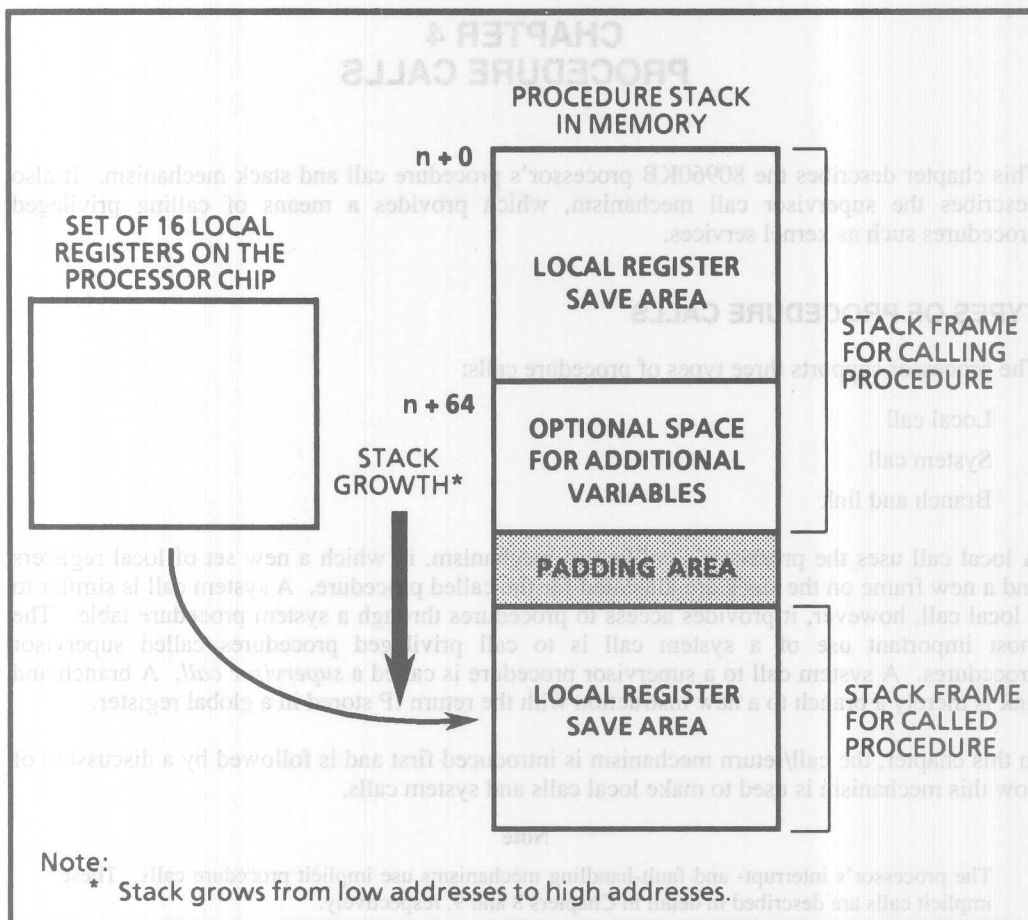 PROCEDURE STACK
IN MEMORY
n + 0
SET OF 16 LOCAL
REGISTERS ON THE
PROCESSOR CHIP
LOCAL REGISTER
SAVE AREA
STACK FRAME
FOR CALLING
PROCEDURE
n + 64
STACK
GROWTH*
OPTIONAL SPACE
FOR ADDITIONAL
VARIABLES
PADDING AREA
LOCAL REGISTER
SAVE AREA
STACK FRAME
FOR CALLED
PROCEDURE
Note:
* Stack grows from low addresses to high addresses.